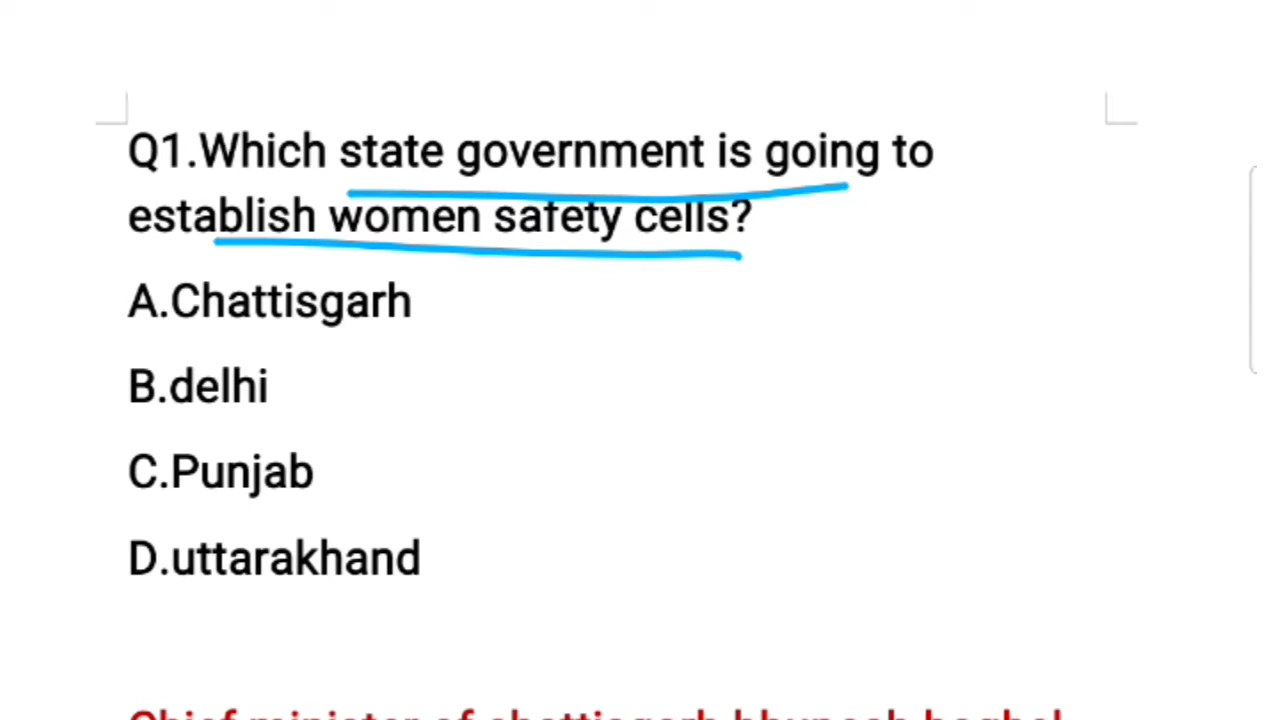 Q1.Which state government is going to
establish women safety cells?
A.Chattisgarh
B.delhi
C.Punjab
D.uttarakhand
Chief minister of chattisgarh bhupesh baghel